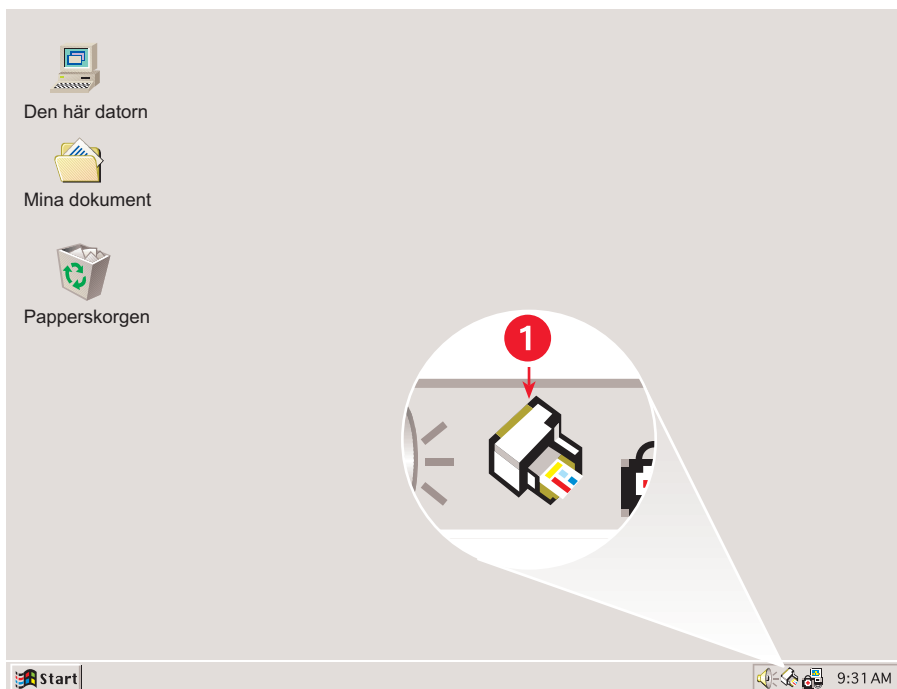 Den här datorn
Mina dokument
Papperskorgen
1
Start
9:31 AM